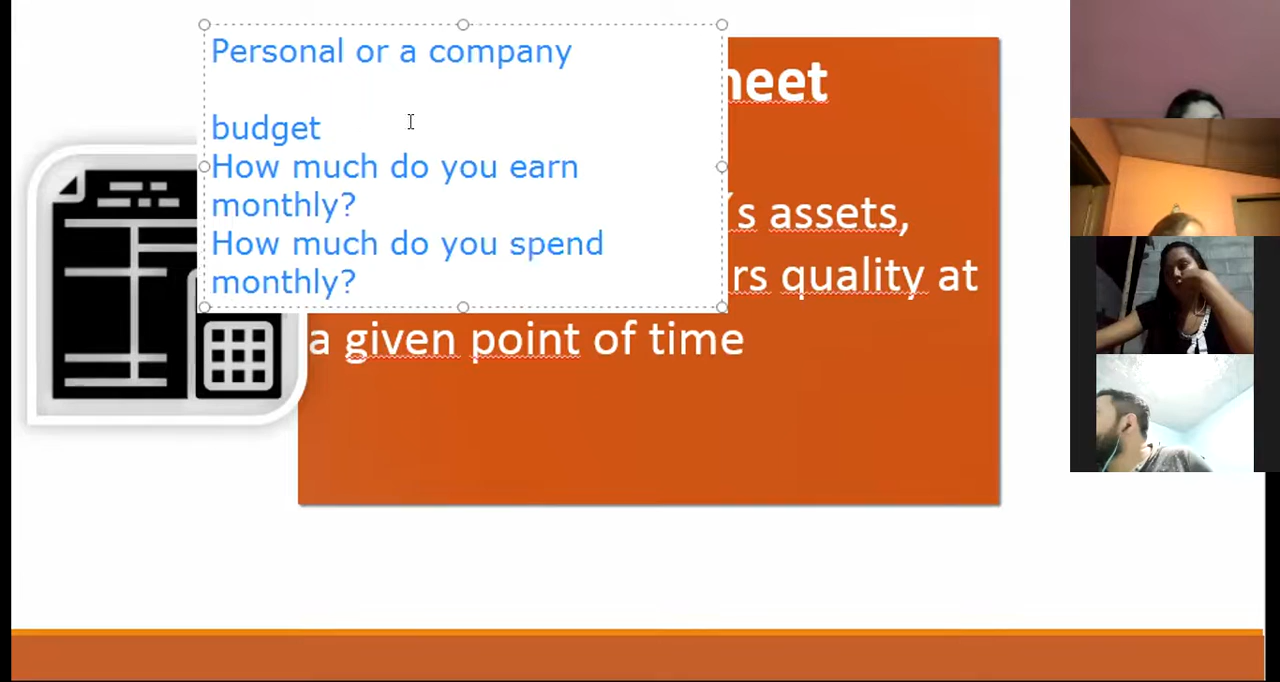 Personal or a company
budget
How much do you earn
monthly?
How much do you spend
monthly?
heet
´s assets,
rs quality at
a given point of time